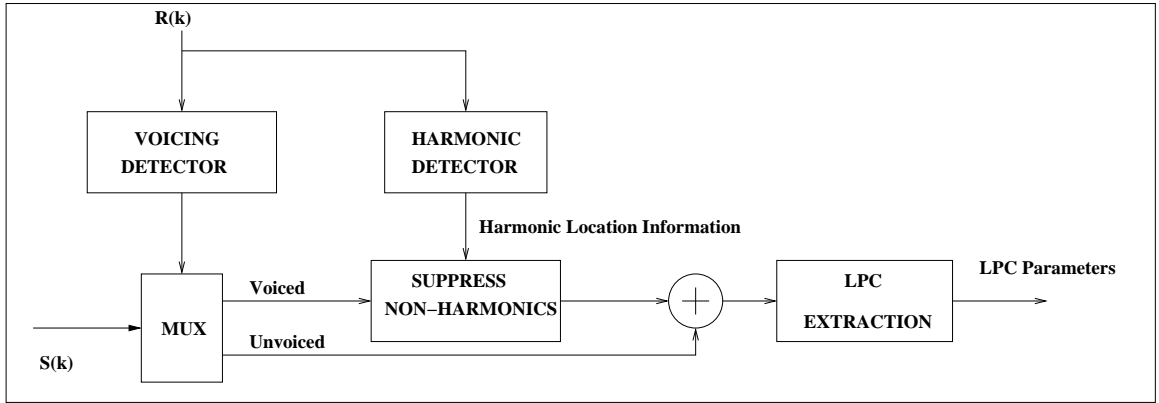 R(k)
VOICING
DETECTOR
HARMONIC
DETECTOR
Harmonic Location Information
S(k)
MUX
Voiced
Unvoiced
SUPPRESS
NON-HARMONICS
+
LPC
EXTRACTION
LPC Parameters